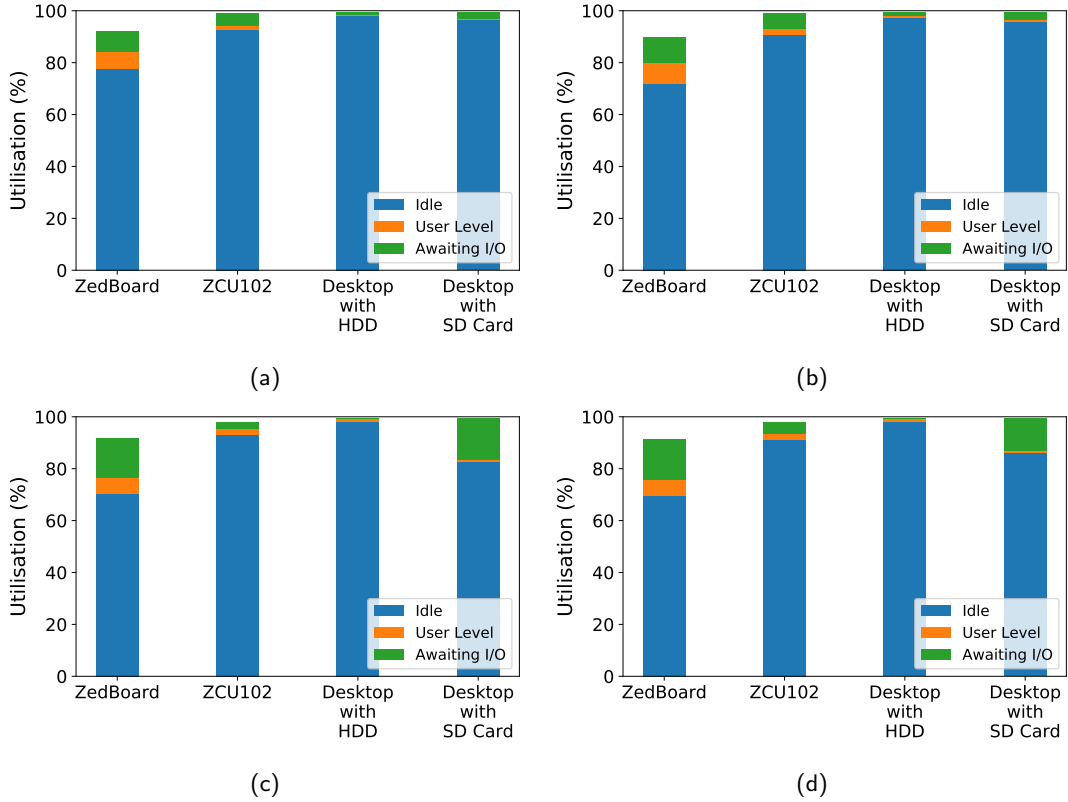 100
80
60
40
20
0
Utilisation (%)
Idle
User Level
Awaiting I/O
ZedBoard
ZCU102
Desktop
with
HDD
Desktop
with
SD Card
(a)
100
80
60
40
20
0
Utilisation (%)
Idle
User Level
Awaiting I/O
ZedBoard
ZCU102
Desktop
with
HDD
Desktop
with
SD Card
(b)
100
80
60
40
20
0
Utilisation (%)
Idle
User Level
Awaiting I/O
ZedBoard
ZCU102
Desktop
with
HDD
Desktop
with
SD Card
(c)
100
80
60
40
20
0
Utilisation (%)
Idle
User Level
Awaiting I/O
ZedBoard
ZCU102
Desktop
with
HDD
Desktop
with
SD Card
(d)